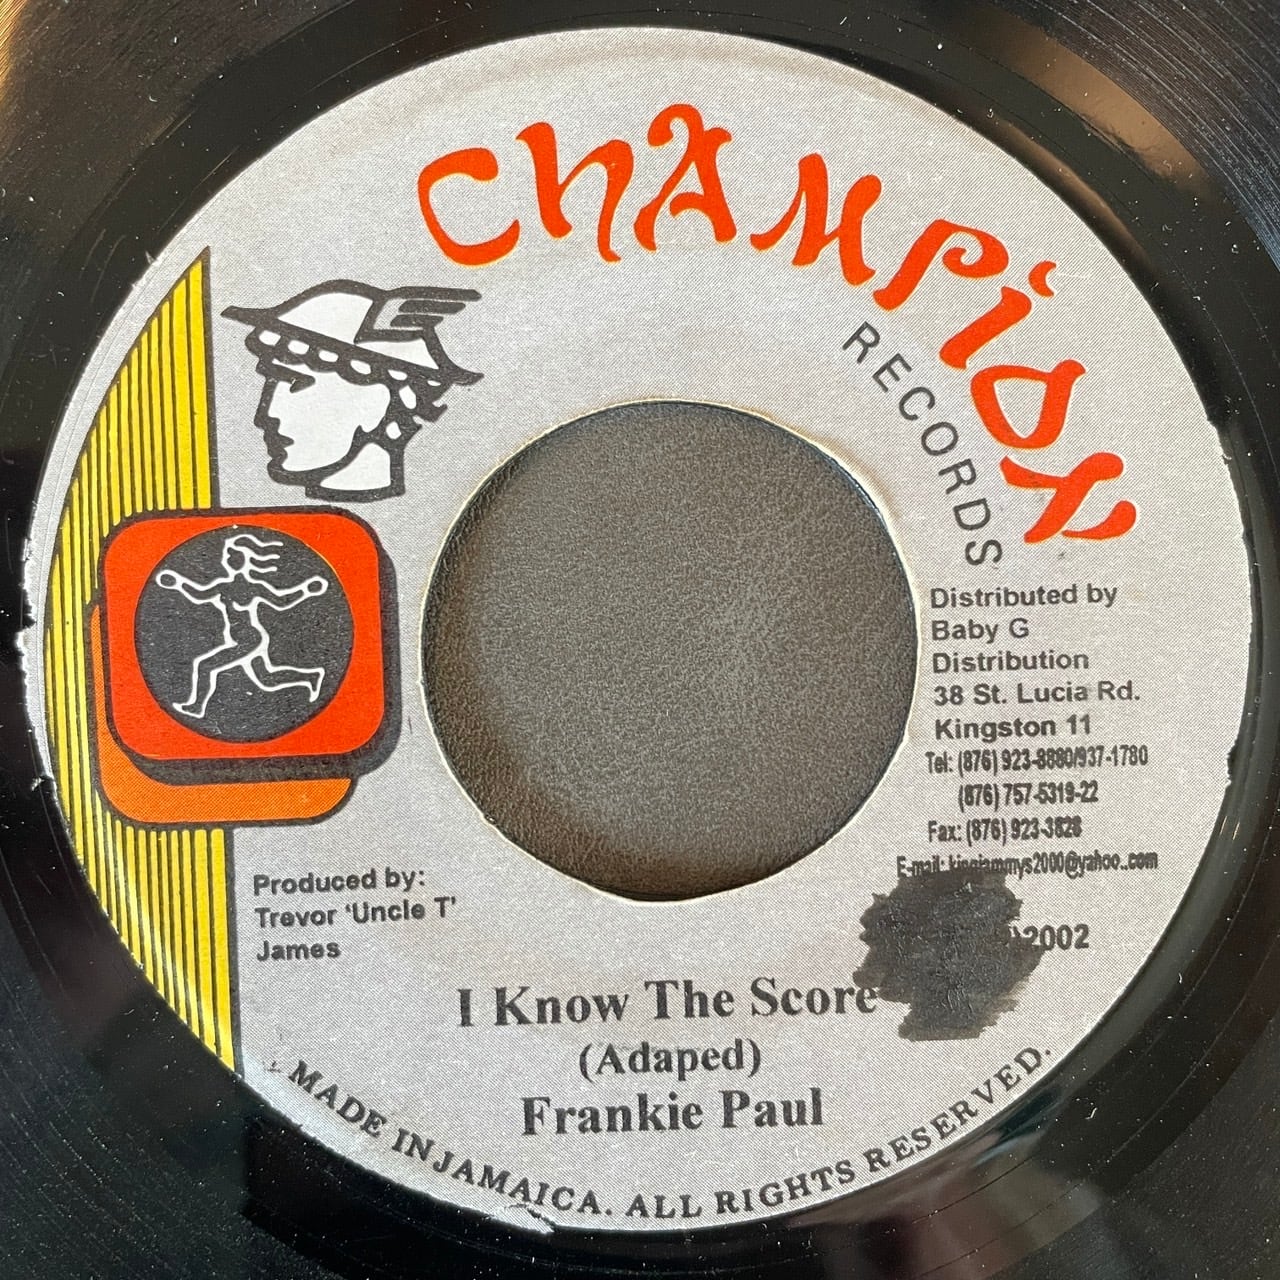 CHAMPION
RECORDS
Distributed by
Baby G
Distribution
38 St. Lucia Rd.
Kingston 11
Tel: (876) 923-8880/937-1780
(876) 757-5319-22
Fax: (876) 923-3828
E-mail: kingjammys2000@yahoo..com
2002
Produced by:
Trevor 'Uncle T'
James
I Know The Score
(Adaped)
Frankie Paul
MADE IN JAMAICA. ALL RIGHTS RESERVED.